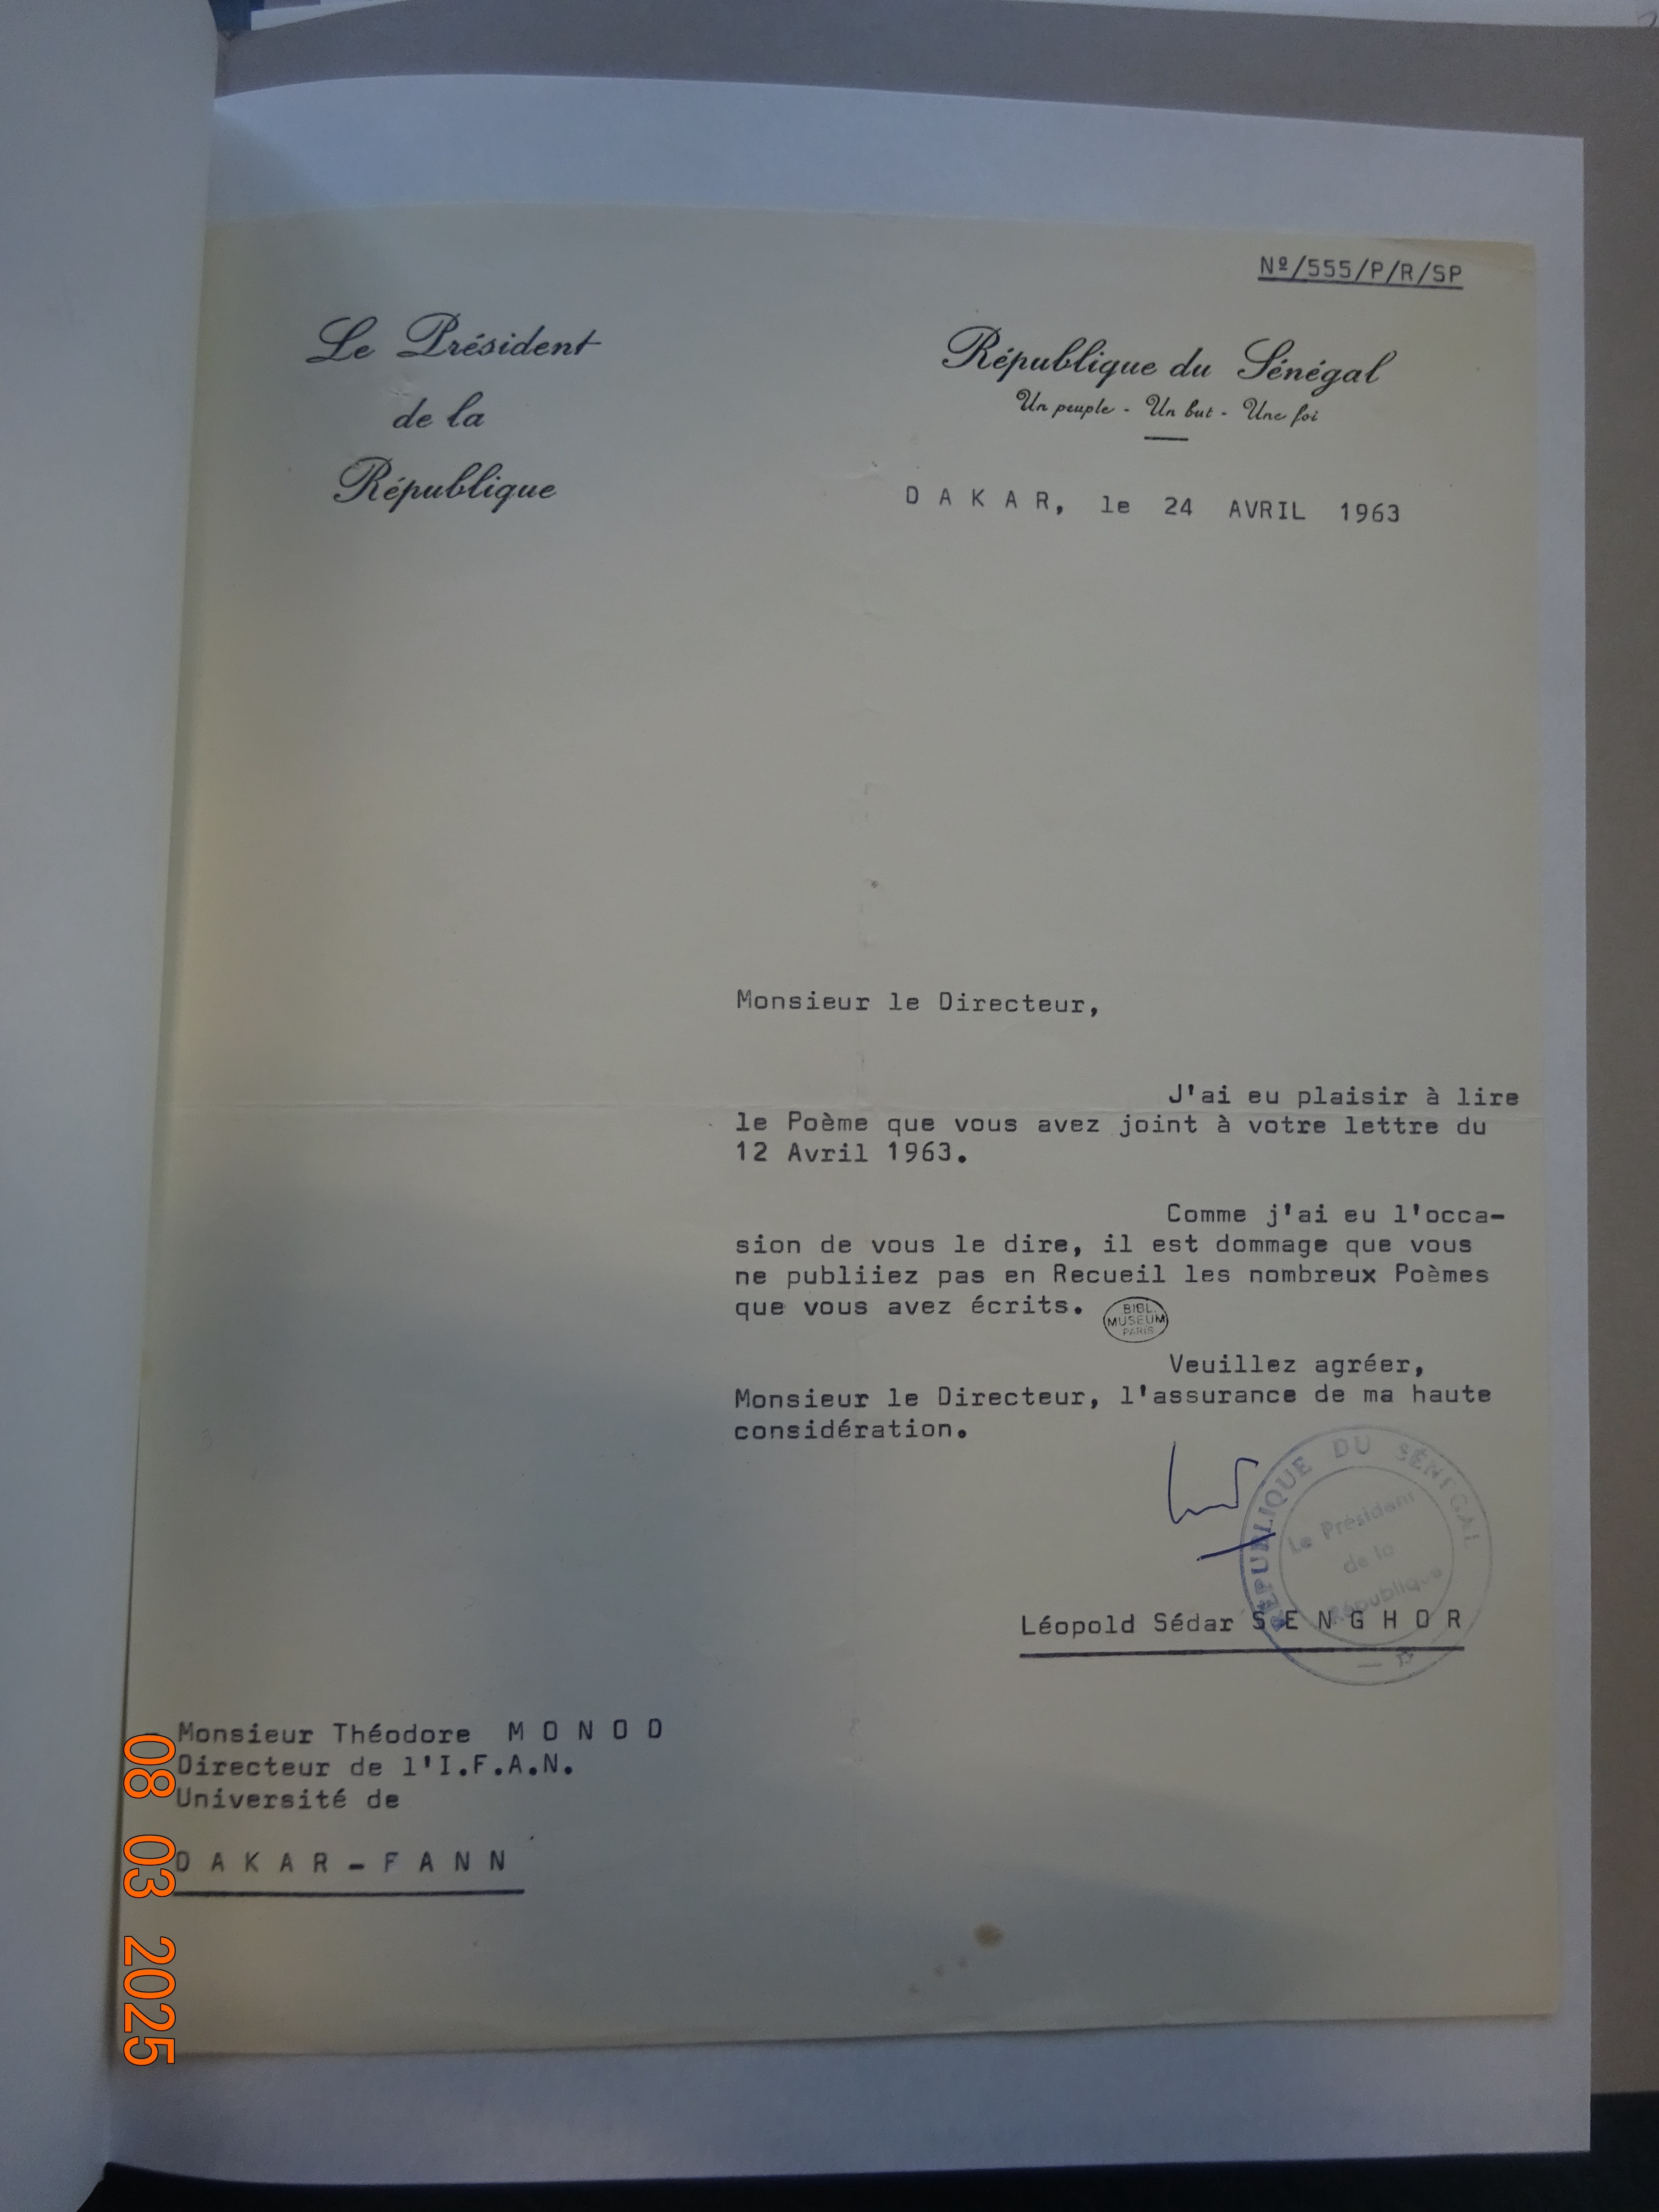 Nº/555/P/R/SP
Le Président
de la
République
République du Sénégal
Un peuple - Un but - Une foi
D A K A R, le 24 AVRIL 1963
Monsieur le Directeur,
J'ai eu plaisir à lire
le Poème que vous avez joint à votre lettre du
12 Avril 1963.
Comme j'ai eu l'occa-
sion de vous le dire, il est dommage que vous
ne publiiez pas en Recueil les nombreux Poèmes
que vous avez écrits.
BIBL.
MUSEUM
PARIS
Veuillez agréer,
Monsieur le Directeur, l'assurance de ma haute
considération.
REPUBLIQUE DU SÉNÉGAL
Le Président
de la
République
Léopold Sédar S E N G H O R
Monsieur Théodore M O N O D
Directeur de l'I.F.A.N.
Université de
D A K A R - F A N N
08 03 2025